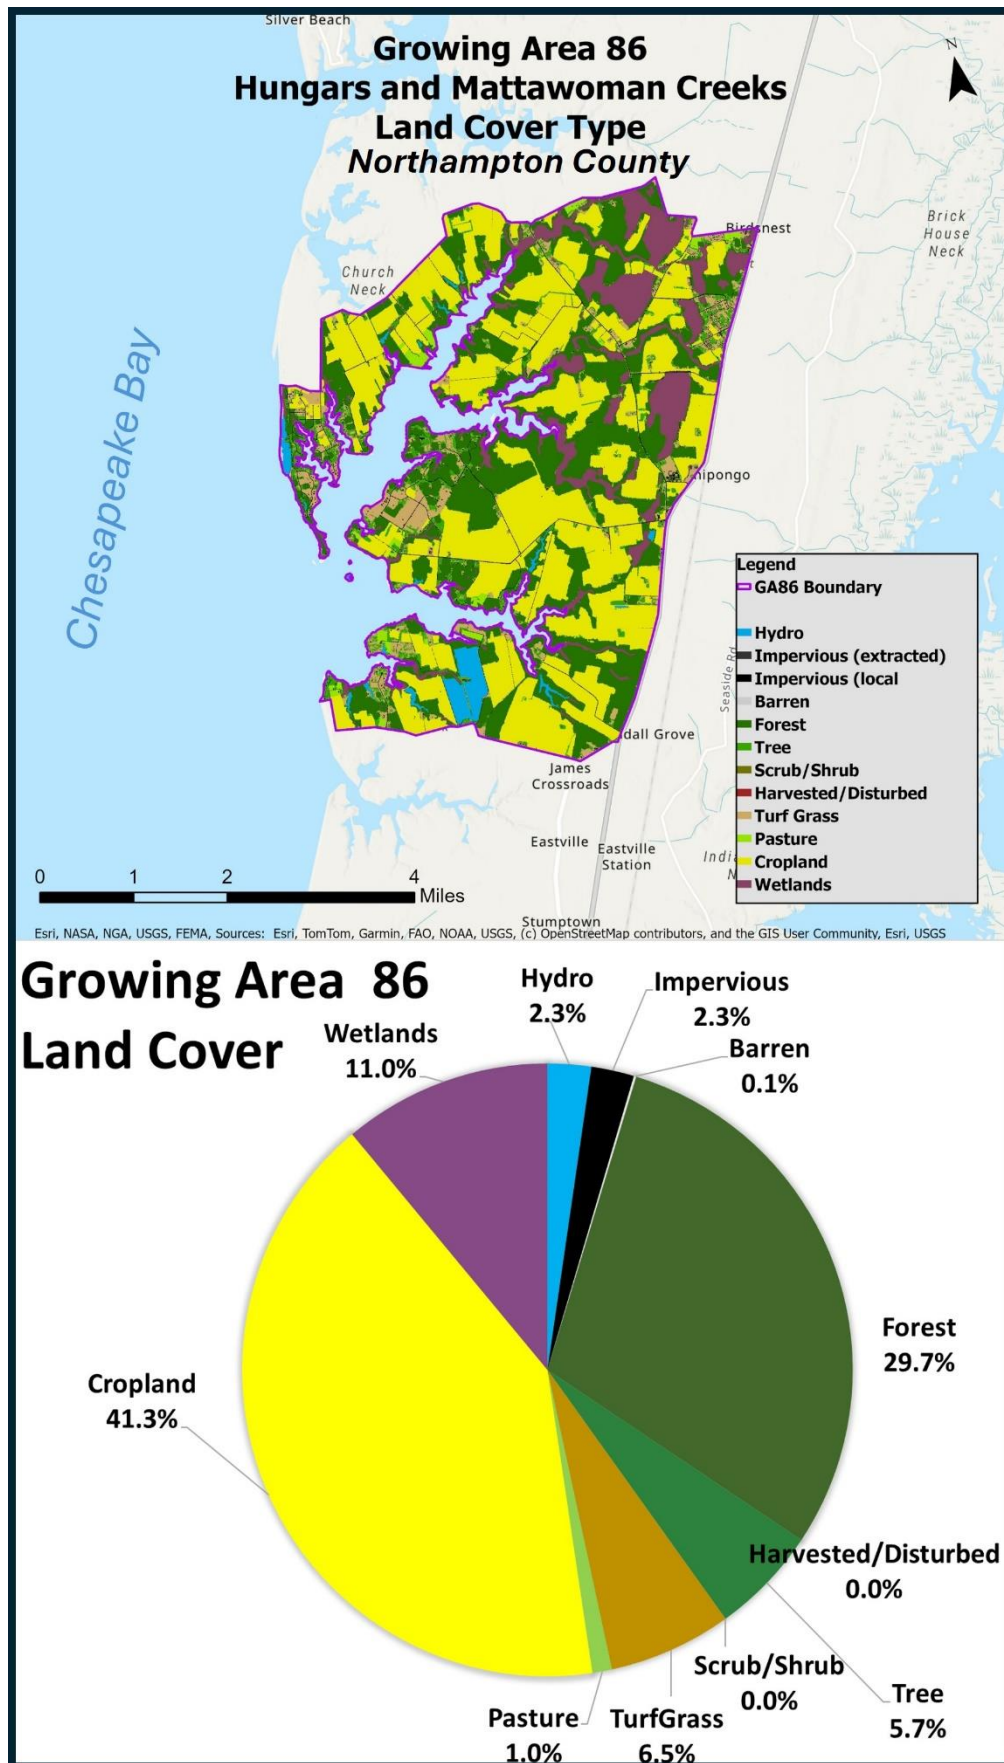 Silver Beach
Growing Area 86
Hungars and Mattawoman Creeks
Land Cover Type
Northampton County
N
Birdsnest
Brick
House
Neck
Church
Neck
Chesapeake Bay
hipongo
Legend
GA86 Boundary
Hydro
Impervious (extracted)
Impervious (local
Barren
Forest
Tree
Scrub/Shrub
Harvested/Disturbed
Turf Grass
Pasture
Cropland
Wetlands
Seaside Rd
dall Grove
James
Crossroads
Eastville
Eastville
Station
Indi
N
0 1 2 4
Miles
Stumptown
Esri, NASA, NGA, USGS, FEMA, Sources: Esri, TomTom, Garmin, FAO, NOAA, USGS, (c) OpenStreetMap contributors, and the GIS User Community, Esri, USGS
Growing Area 86
Land Cover
Hydro
2.3%
Impervious
2.3%
Wetlands
11.0%
Barren
0.1%
Forest
29.7%
Cropland
41.3%
Harvested/Disturbed
0.0%
Scrub/Shrub
0.0%
Tree
5.7%
Pasture
1.0%
TurfGrass
6.5%